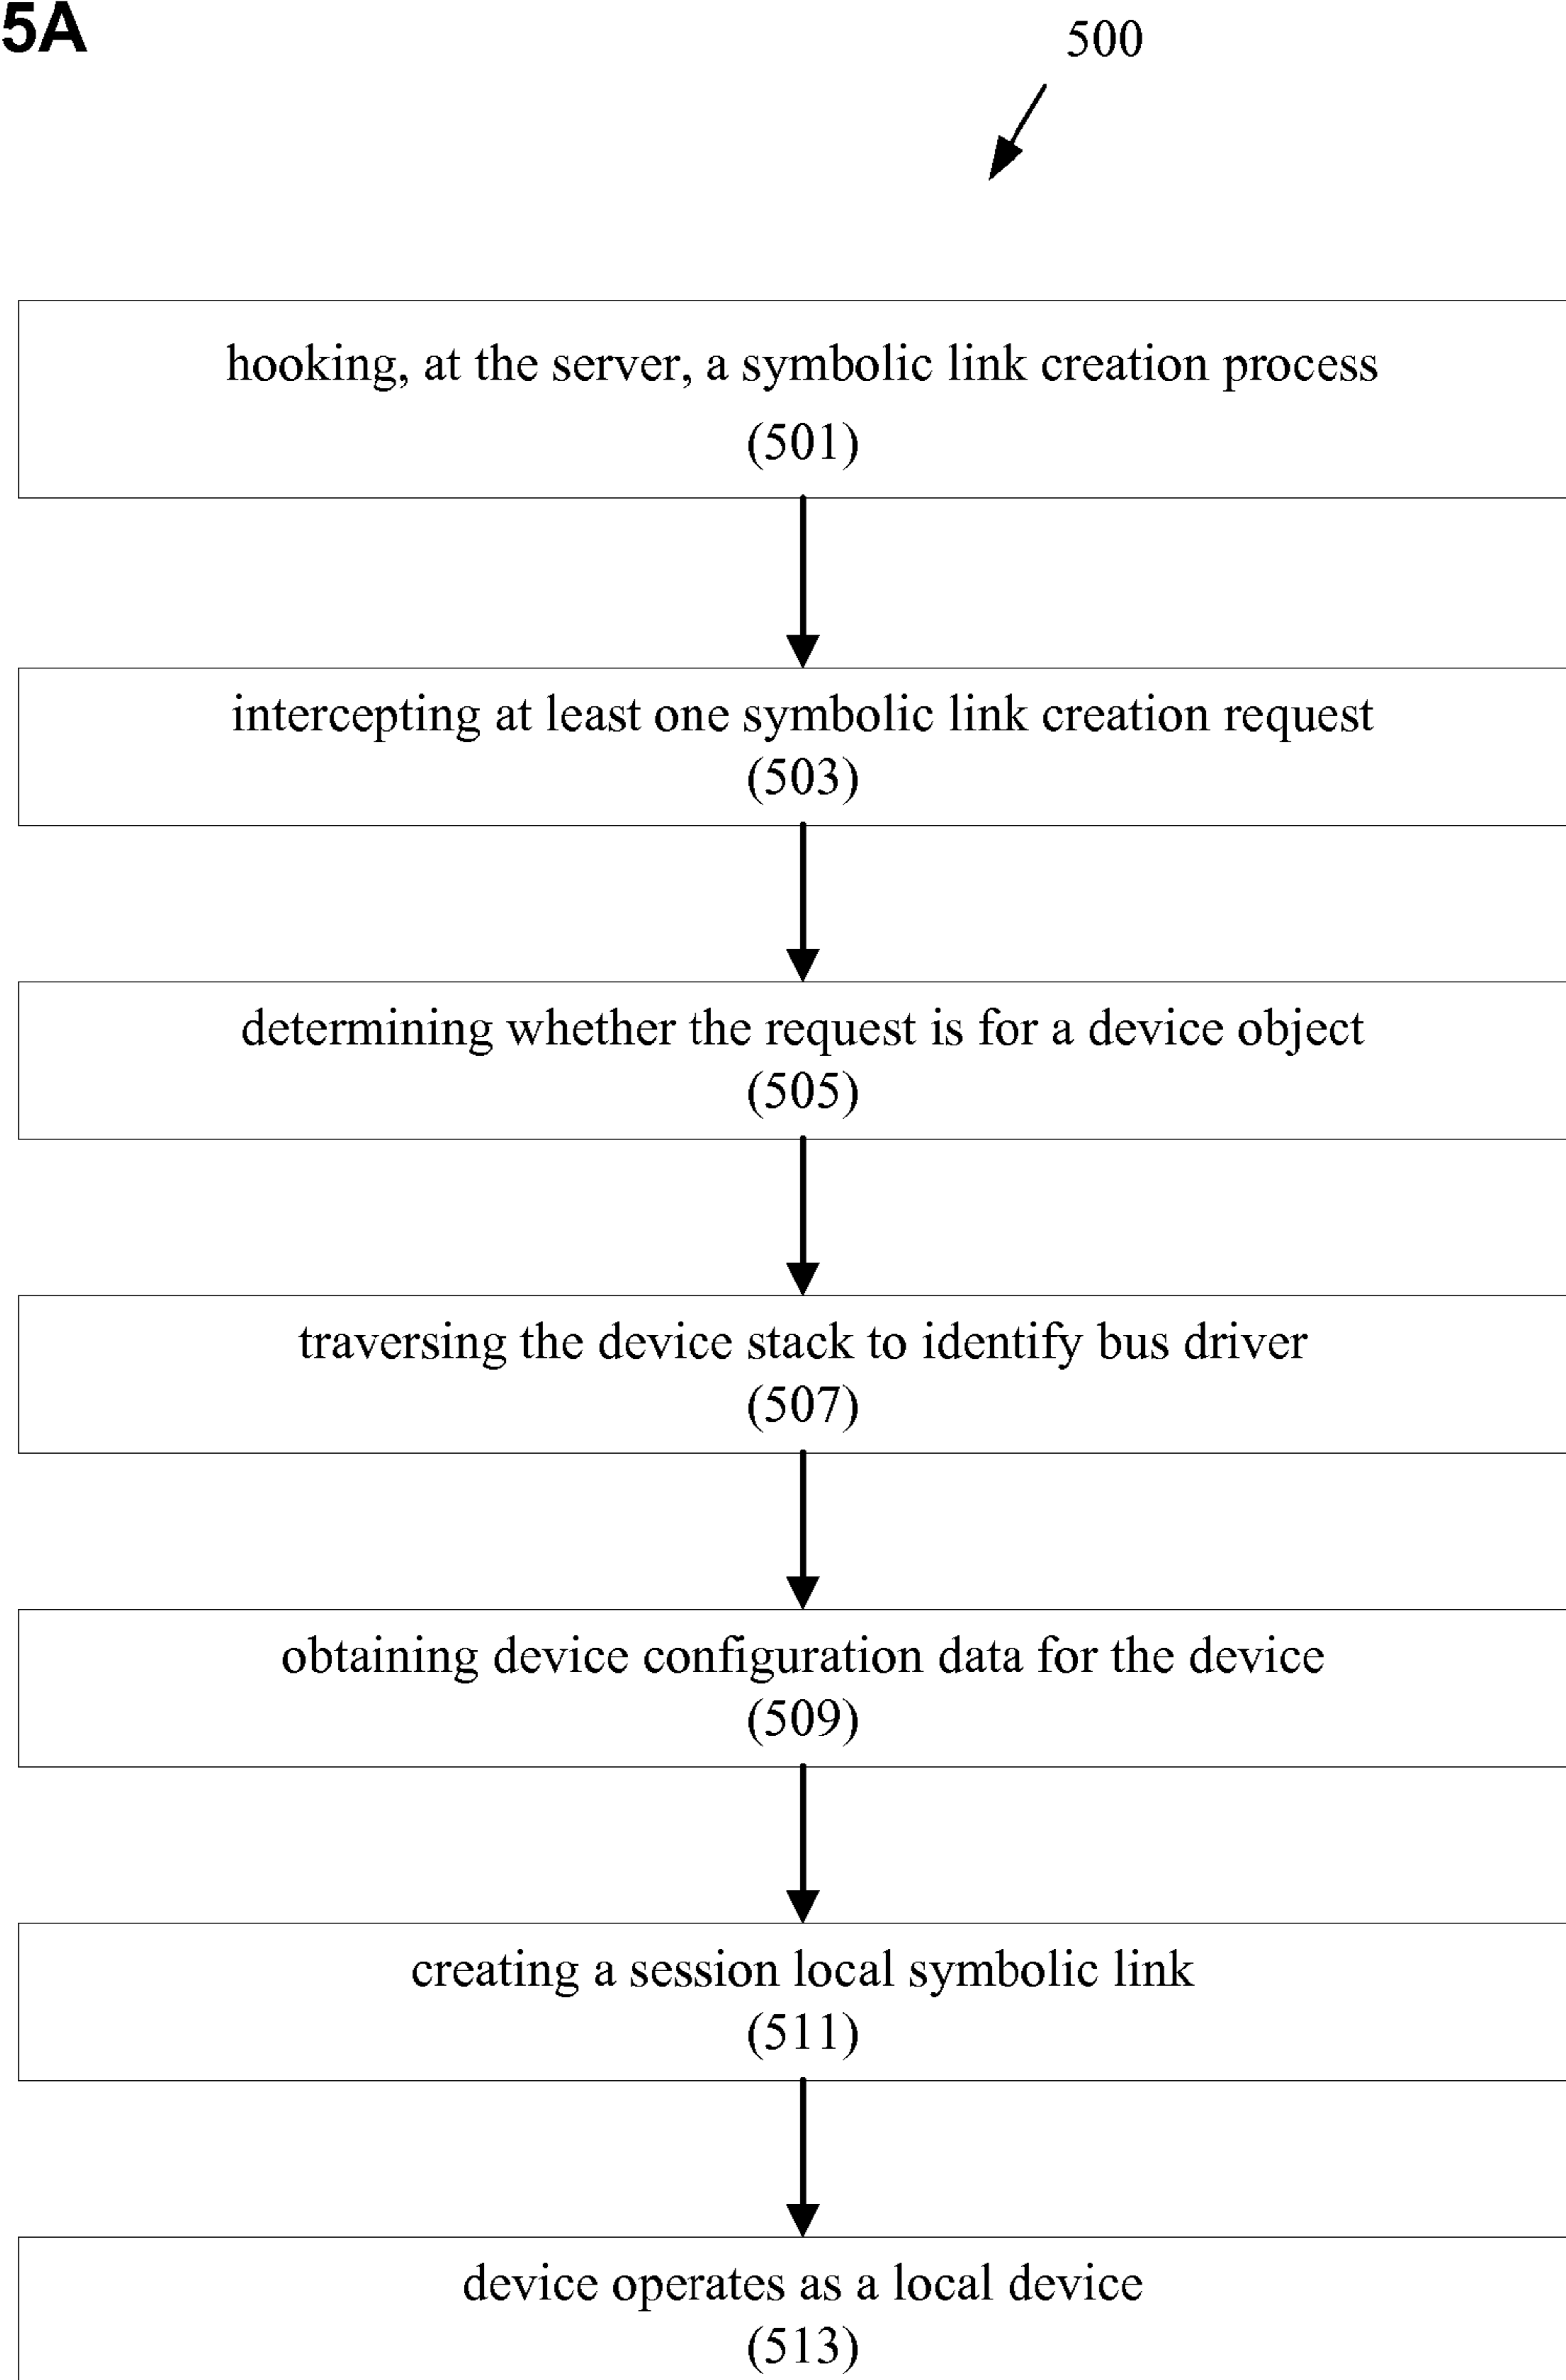 5A
500
hooking, at the server, a symbolic link creation process
(501)
intercepting at least one symbolic link creation request
(503)
determining whether the request is for a device object
(505)
traversing the device stack to identify bus driver
(507)
obtaining device configuration data for the device
(509)
creating a session local symbolic link
(511)
device operates as a local device
(513)